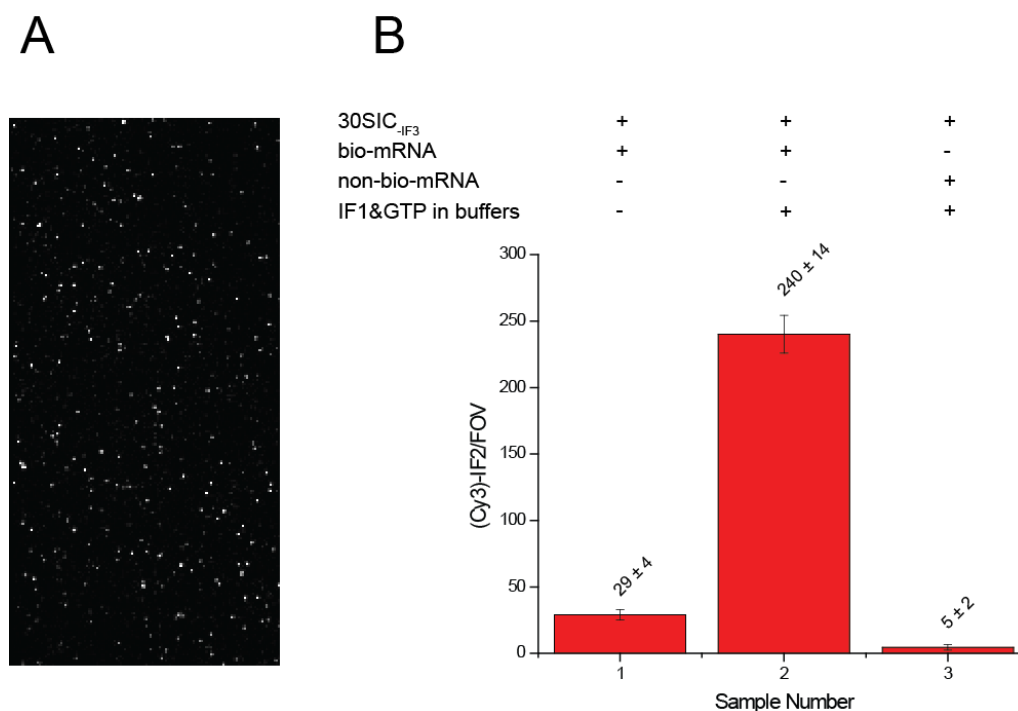 A
B
30SIC-IF3 + + +
bio-mRNA + + -
non-bio-mRNA - - +
IF1&GTP in buffers - + +
300
250
200
150
100
50
0
(Cy3)-IF2/FOV
29 ± 4
240 ± 14
5 ± 2
1 2 3
Sample Number